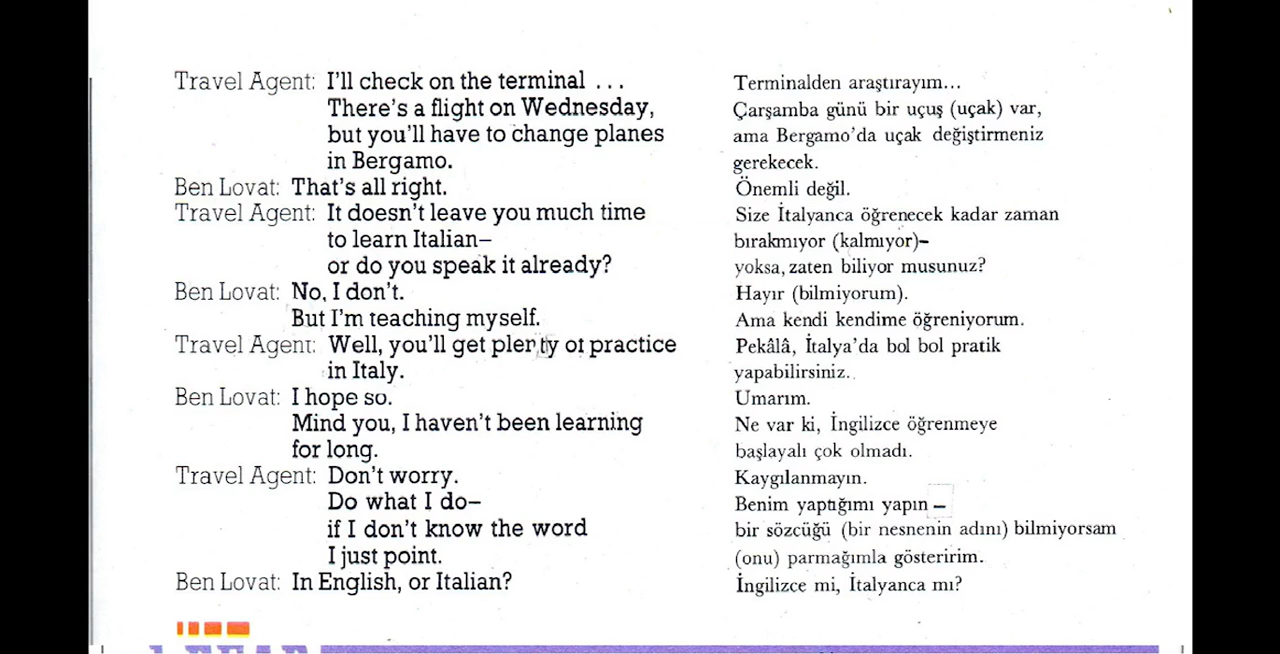 Travel Agent: I'll check on the terminal ...
There's a flight on Wednesday,
but you'll have to change planes
in Bergamo.
Ben Lovat: That's all right.
Travel Agent: It doesn't leave you much time
to learn Italian–
or do you speak it already?
Ben Lovat: No, I don't.
But I'm teaching myself.
Travel Agent: Well, you'll get plenty of practice
in Italy.
Ben Lovat: I hope so.
Mind you, I haven't been learning
for long.
Travel Agent: Don't worry.
Do what I do–
if I don't know the word
I just point.
Ben Lovat: In English, or Italian?
Terminalden araştırayım...
Çarşamba günü bir uçuş (uçak) var,
ama Bergamo'da uçak değiştirmeniz
gerekecek.
Önemli değil.
Size İtalyanca öğrenecek kadar zaman
bırakmıyor (kalmıyor)–
yoksa, zaten biliyor musunuz?
Hayır (bilmiyorum).
Ama kendi kendime öğreniyorum.
Pekâlâ, İtalya'da bol bol pratik
yapabilirsiniz.
Umarım.
Ne var ki, İngilizce öğrenmeye
başlayalı çok olmadı.
Kaygılanmayın.
Benim yaptığımı yapın –
bir sözcüğü (bir nesnenin adını) bilmiyorsam
(onu) parmağımla gösteririm.
İngilizce mi, İtalyanca mı?